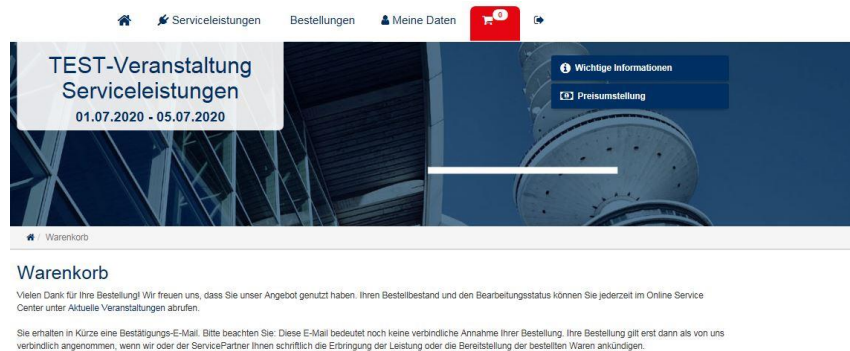 Serviceleistungen Bestellungen Meine Daten 0
TEST-Veranstaltung
Serviceleistungen
01.07.2020 - 05.07.2020
Wichtige Informationen
Preisumstellung
/ Warenkorb
Warenkorb
Vielen Dank für Ihre Bestellung! Wir freuen uns, dass Sie unser Angebot genutzt haben. Ihren Bestellbestand und den Bearbeitungsstatus können Sie jederzeit im Online Service
Center unter Aktuelle Veranstaltungen abrufen.
Sie erhalten in Kürze eine Bestätigungs-E-Mail. Bitte beachten Sie: Diese E-Mail bedeutet noch keine verbindliche Annahme Ihrer Bestellung. Ihre Bestellung gilt erst dann als von uns
verbindlich angenommen, wenn wir oder der ServicePartner Ihnen schriftlich die Erbringung der Leistung oder die Bereitstellung der bestellten Waren ankündigen.